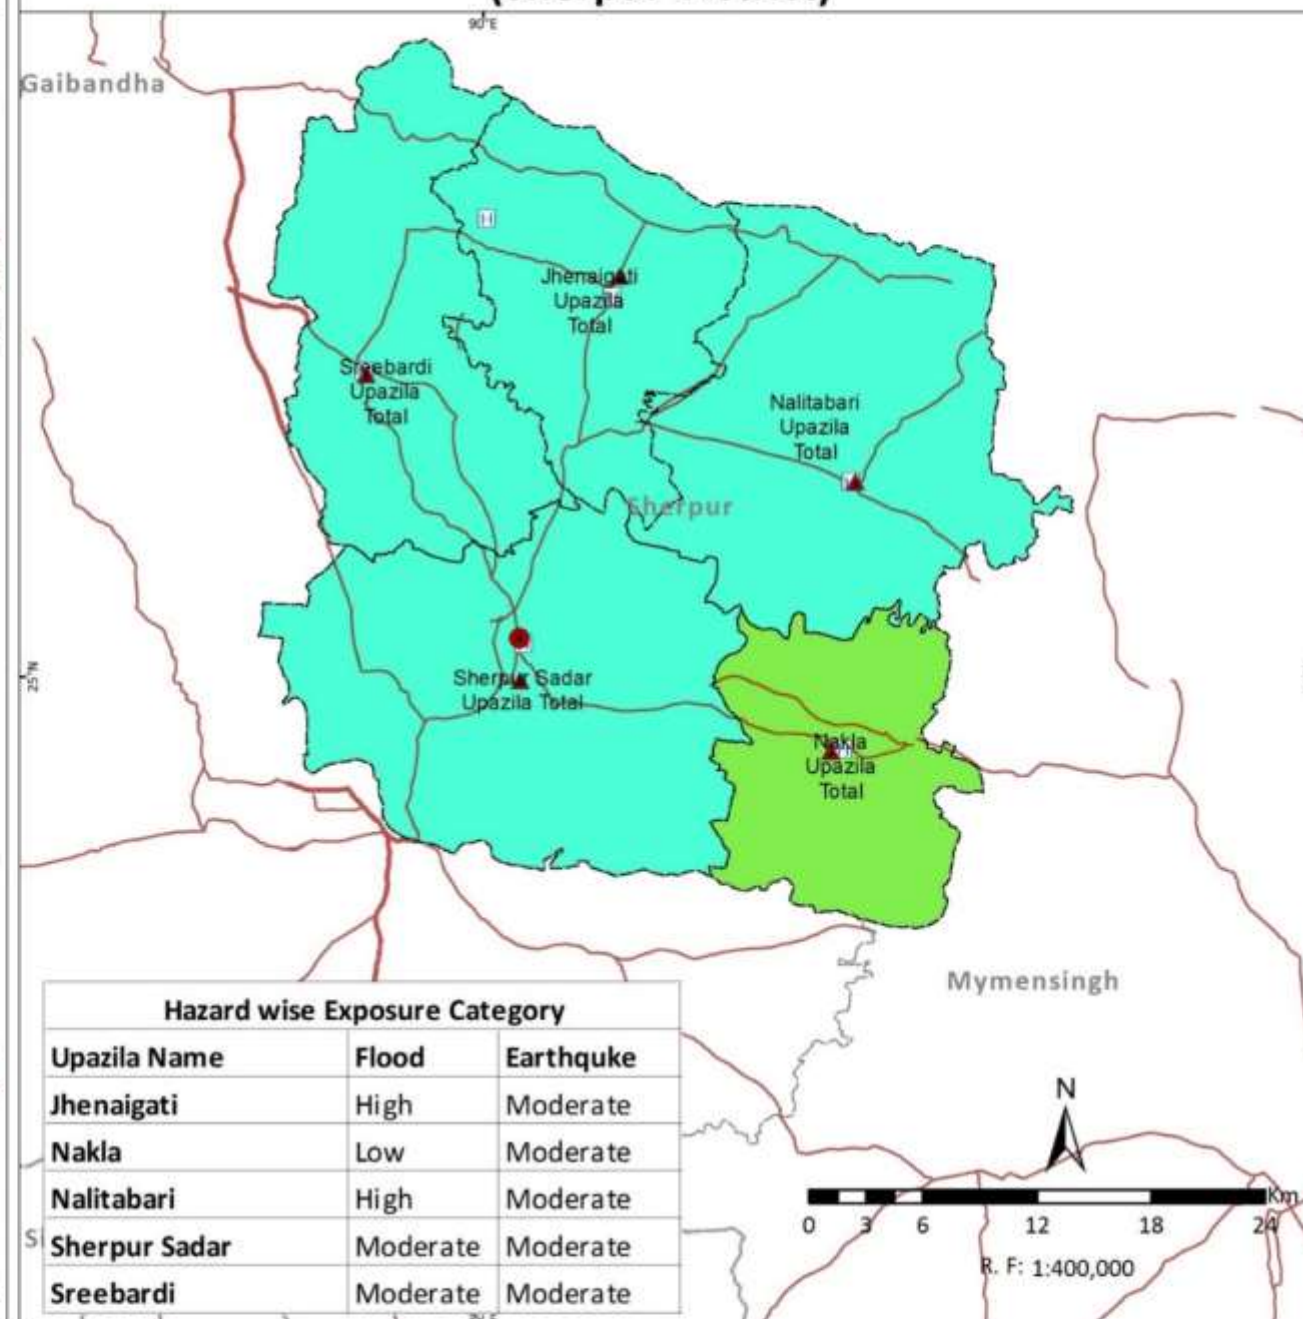 90°E
Gaibandha
Jhenaigati
Upazila
Total
Sreebardi
Upazila
Total
Nalitabari
Upazila
Total
Sherpur
25°N
Sherpur Sadar
Upazila Total
Nakla
Upazila
Total
Mymensingh
Hazard wise Exposure Category
Upazila Name Flood Earthquke
Jhenaigati High Moderate
Nakla Low Moderate
Nalitabari High Moderate
Sherpur Sadar Moderate Moderate
Sreebardi Moderate Moderate
N
Km
0 3 6 12 18 24
R. F: 1:400,000